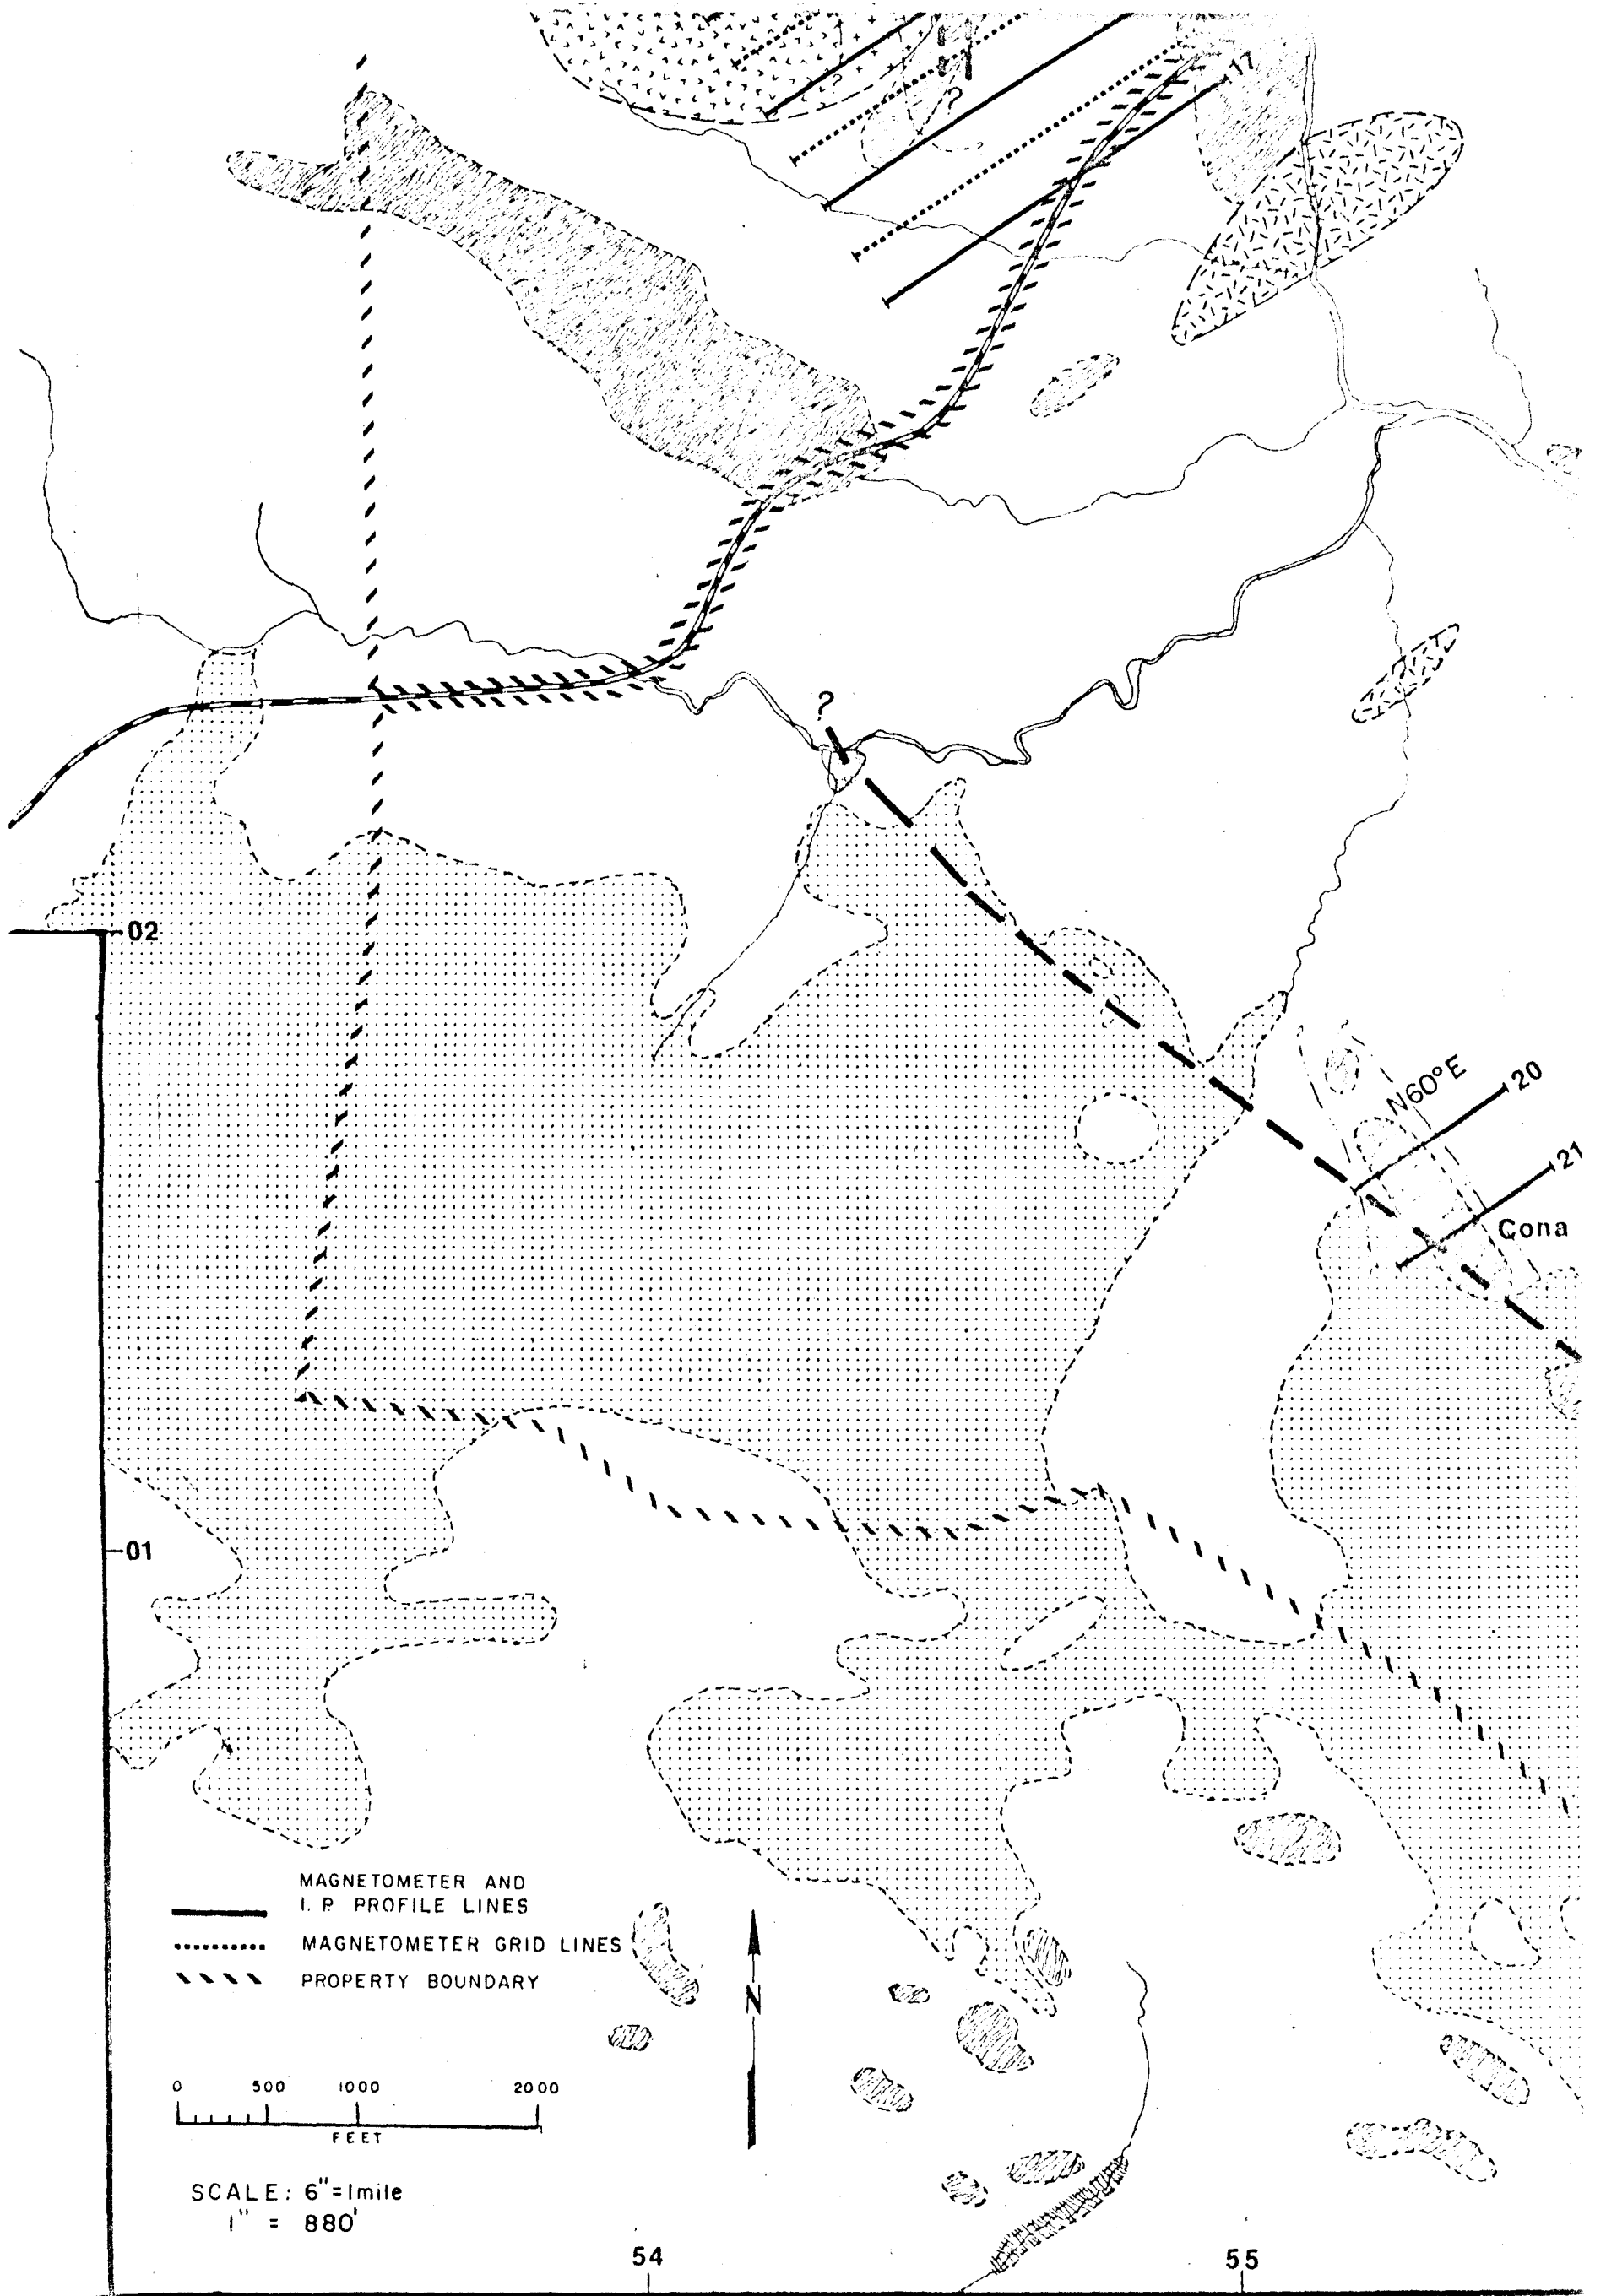 ?
?
17
?
02
N60°E
20
21
Cona
01
MAGNETOMETER AND
I. P. PROFILE LINES
MAGNETOMETER GRID LINES
PROPERTY BOUNDARY
N
0 500 1000 2000
FEET
SCALE: 6"=1mile
1" = 880'
54 55